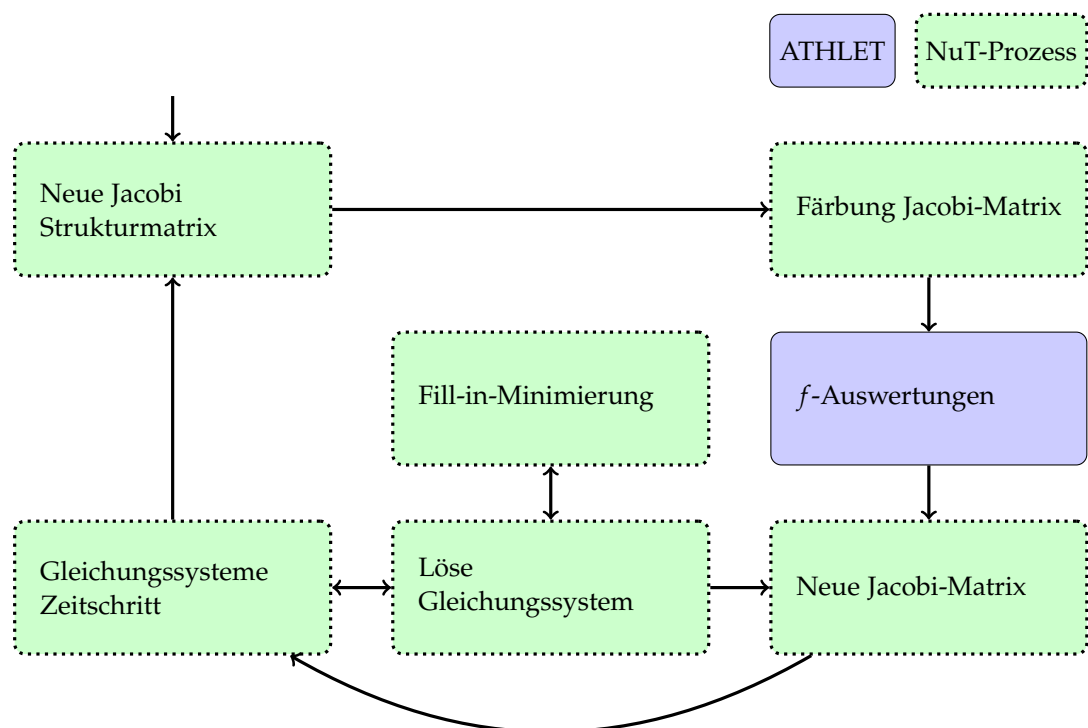 ATHLET
NuT-Prozess
Neue Jacobi
Strukturmatrix
Färbung Jacobi-Matrix
Fill-in-Minimierung
f-Auswertungen
Gleichungssysteme
Zeitschritt
Löse
Gleichungssystem
Neue Jacobi-Matrix